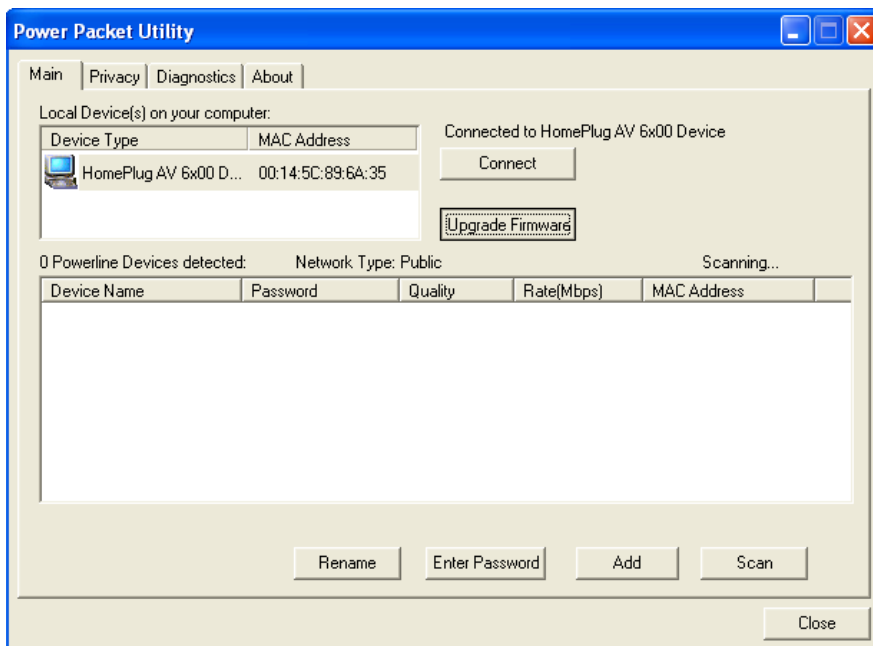 Power Packet Utility
Main Privacy Diagnostics About
Local Device(s) on your computer:
Device Type MAC Address
HomePlug AV 6x00 D... 00:14:5C:89:6A:35
Connected to HomePlug AV 6x00 Device
Connect
Upgrade Firmware
0 Powerline Devices detected: Network Type: Public Scanning...
Device Name Password Quality Rate(Mbps) MAC Address
Rename Enter Password Add Scan
Close